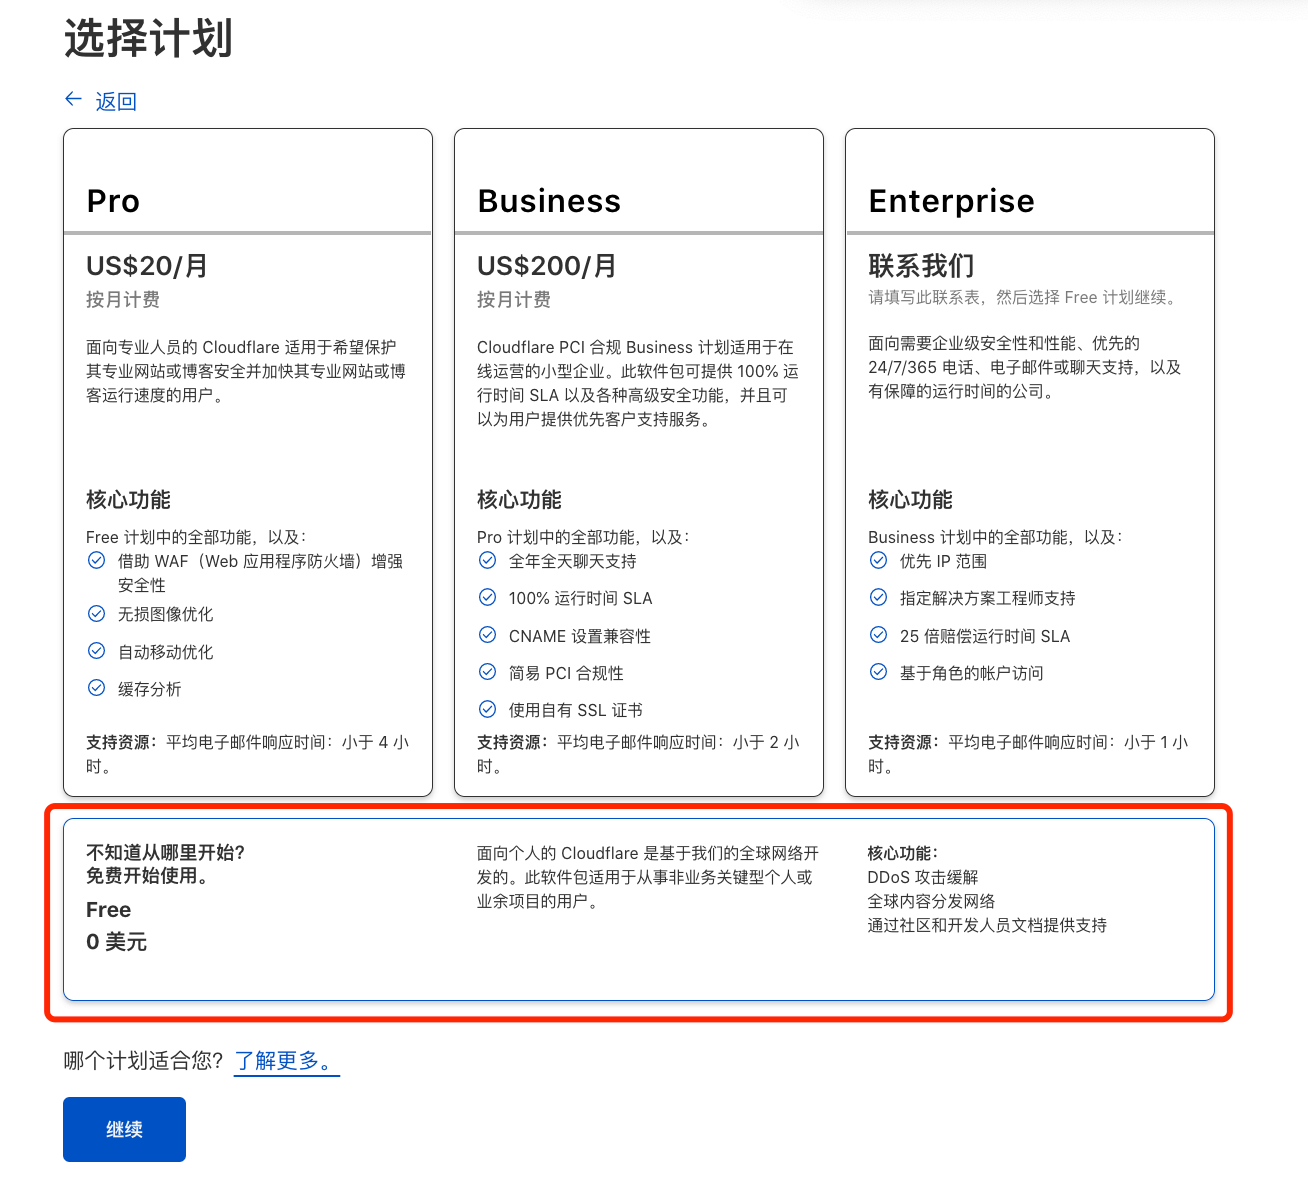 选择计划
返回
Pro
US$20/月
按月计费
面向专业人员的 Cloudflare 适用于希望保护
其专业网站或博客安全并加快其专业网站或博
客运行速度的用户。
核心功能
Free 计划中的全部功能，以及：
借助 WAF（Web 应用程序防火墙）增强
安全性
无损图像优化
自动移动优化
缓存分析
支持资源：平均电子邮件响应时间：小于 4 小
时。
Business
US$200/月
按月计费
Cloudflare PCI 合规 Business 计划适用于在
线运营的小型企业。此软件包可提供 100% 运
行时间 SLA 以及各种高级安全功能，并且可
以为用户提供优先客户支持服务。
核心功能
Pro 计划中的全部功能，以及：
全年全天聊天支持
100% 运行时间 SLA
CNAME 设置兼容性
简易 PCI 合规性
使用自有 SSL 证书
支持资源：平均电子邮件响应时间：小于 2 小
时。
Enterprise
联系我们
请填写此联系表，然后选择 Free 计划继续。
面向需要企业级安全性和性能、优先的
24/7/365 电话、电子邮件或聊天支持，以及
有保障的运行时间的公司。
核心功能
Business 计划中的全部功能，以及：
优先 IP 范围
指定解决方案工程师支持
25 倍赔偿运行时间 SLA
基于角色的帐户访问
支持资源：平均电子邮件响应时间：小于 1 小
时。
不知道从哪里开始？
免费开始使用。
Free
0 美元
面向个人的 Cloudflare 是基于我们的全球网络开
发的。此软件包适用于从事非业务关键型个人或
业余项目的用户。
核心功能：
DDoS 攻击缓解
全球内容分发网络
通过社区和开发人员文档提供支持
哪个计划适合您？了解更多。
继续